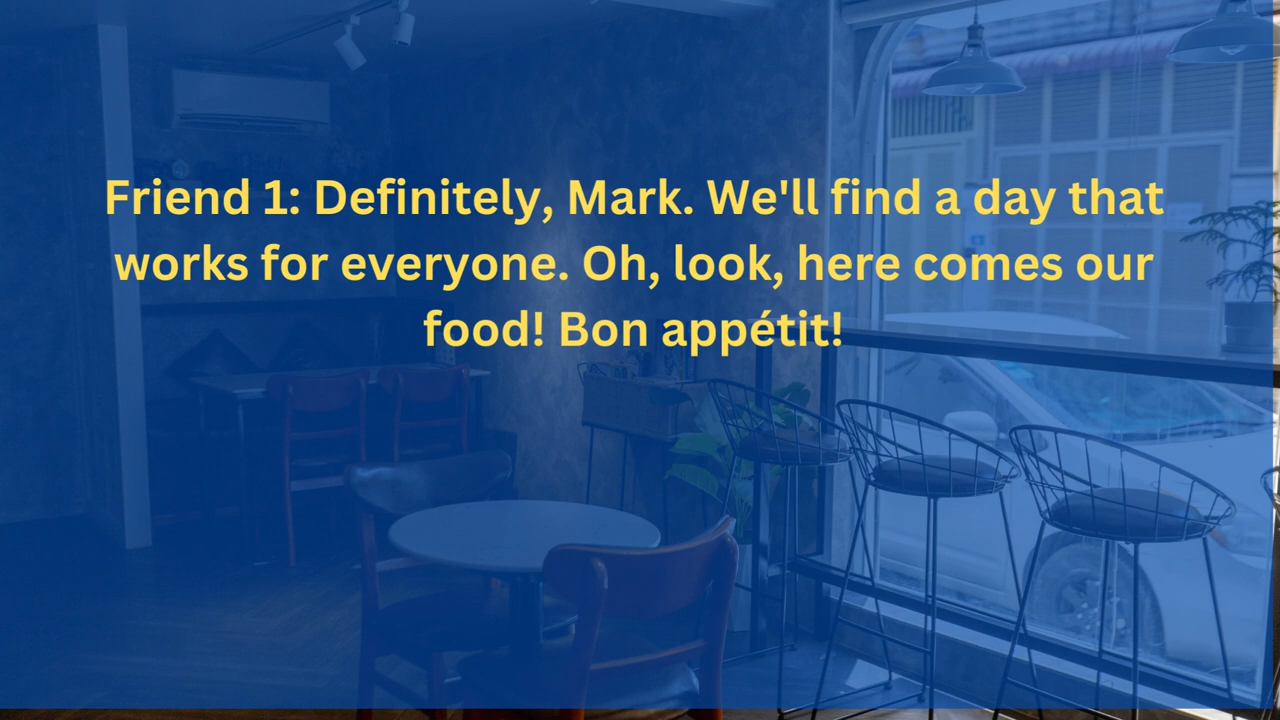 Friend 1: Definitely, Mark. We'll find a day that
works for everyone. Oh, look, here comes our
food! Bon appétit!